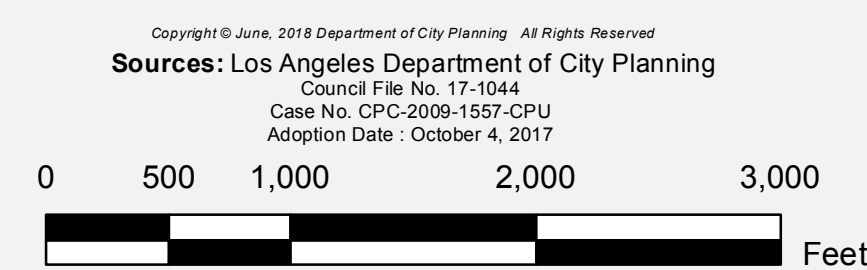 Copyright © June, 2018 Department of City Planning All Rights Reserved
Sources: Los Angeles Department of City Planning
Council File No. 17-1044
Case No. CPC-2009-1557-CPU
Adoption Date : October 4, 2017
0 500 1,000 2,000 3,000
Feet